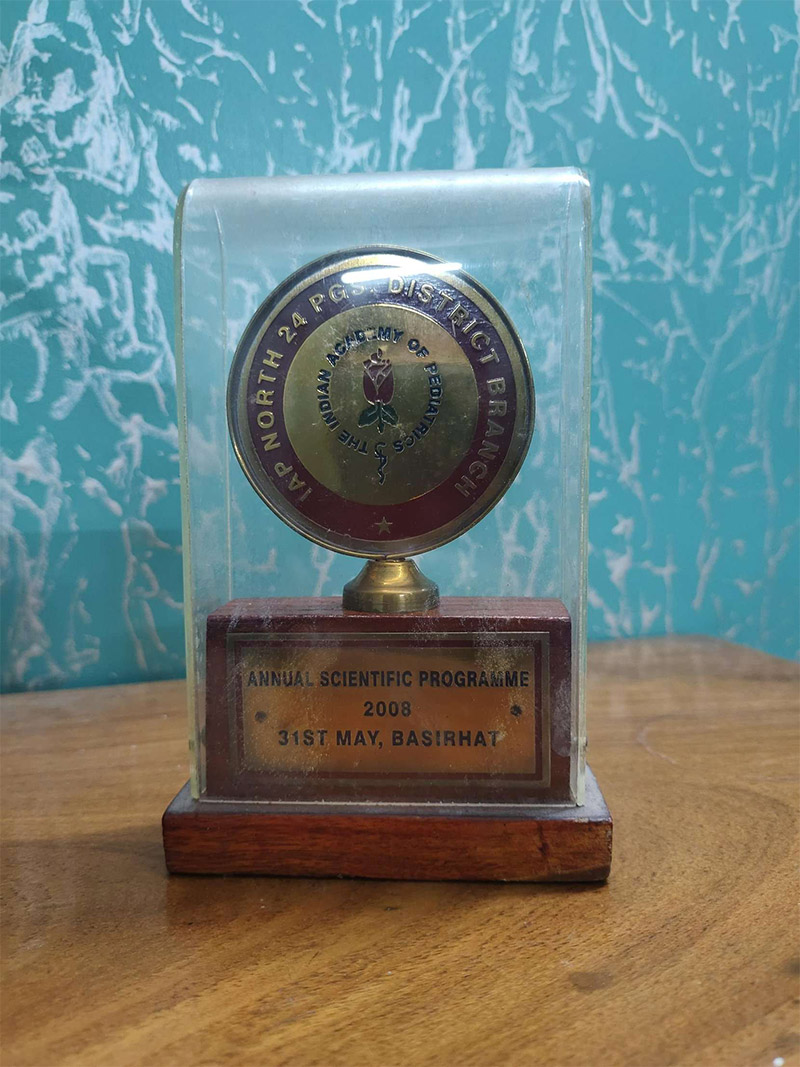 IAP NORTH 24 PGS. DISTRICT BRANCH
THE INDIAN ACADEMY OF PEDIATRICS
ANNUAL SCIENTIFIC PROGRAMME
2008
31ST MAY, BASIRHAT